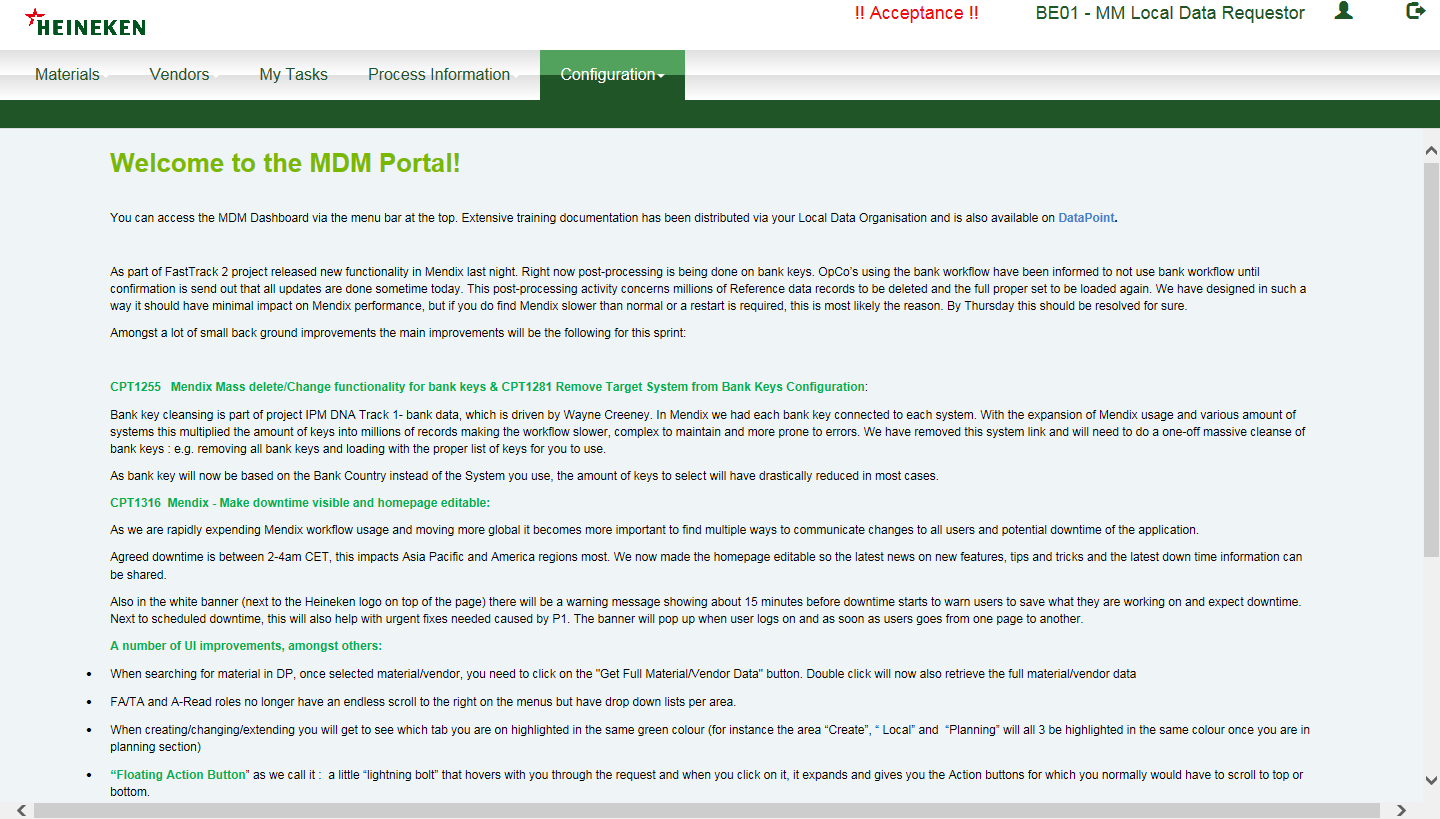 HEINEKEN
!! Acceptance !!
BE01 - MM Local Data Requestor
Materials
Vendors
My Tasks
Process Information
Configuration
Welcome to the MDM Portal!
You can access the MDM Dashboard via the menu bar at the top. Extensive training documentation has been distributed via your Local Data Organisation and is also available on DataPoint.
As part of FastTrack 2 project released new functionality in Mendix last night. Right now post-processing is being done on bank keys. OpCo's using the bank workflow have been informed to not use bank workflow until
confirmation is send out that all updates are done sometime today. This post-processing activity concerns millions of Reference data records to be deleted and the full proper set to be loaded again. We have designed in such a
way it should have minimal impact on Mendix performance, but if you do find Mendix slower than normal or a restart is required, this is most likely the reason. By Thursday this should be resolved for sure.
Amongst a lot of small back ground improvements the main improvements will be the following for this sprint:
CPT1255   Mendix Mass delete/Change functionality for bank keys & CPT1281 Remove Target System from Bank Keys Configuration:
Bank key cleansing is part of project IPM DNA Track 1- bank data, which is driven by Wayne Creeney. In Mendix we had each bank key connected to each system. With the expansion of Mendix usage and various amount of
systems this multiplied the amount of keys into millions of records making the workflow slower, complex to maintain and more prone to errors. We have removed this system link and will need to do a one-off massive cleanse of
bank keys : e.g. removing all bank keys and loading with the proper list of keys for you to use.
As bank key will now be based on the Bank Country instead of the System you use, the amount of keys to select will have drastically reduced in most cases.
CPT1316  Mendix - Make downtime visible and homepage editable:
As we are rapidly expending Mendix workflow usage and moving more global it becomes more important to find multiple ways to communicate changes to all users and potential downtime of the application.
Agreed downtime is between 2-4am CET, this impacts Asia Pacific and America regions most. We now made the homepage editable so the latest news on new features, tips and tricks and the latest down time information can
be shared.
Also in the white banner (next to the Heineken logo on top of the page) there will be a warning message showing about 15 minutes before downtime starts to warn users to save what they are working on and expect downtime.
Next to scheduled downtime, this will also help with urgent fixes needed caused by P1. The banner will pop up when user logs on and as soon as users goes from one page to another.
A number of UI improvements, amongst others:
• When searching for material in DP, once selected material/vendor, you need to click on the "Get Full Material/Vendor Data" button. Double click will now also retrieve the full material/vendor data
• FA/TA and A-Read roles no longer have an endless scroll to the right on the menus but have drop down lists per area.
• When creating/changing/extending you will get to see which tab you are on highlighted in the same green colour (for instance the area “Create”, “ Local” and  “Planning” will all 3 be highlighted in the same colour once you are in
planning section)
• “Floating Action Button” as we call it :  a little “lightning bolt” that hovers with you through the request and when you click on it, it expands and gives you the Action buttons for which you normally would have to scroll to top or
bottom.